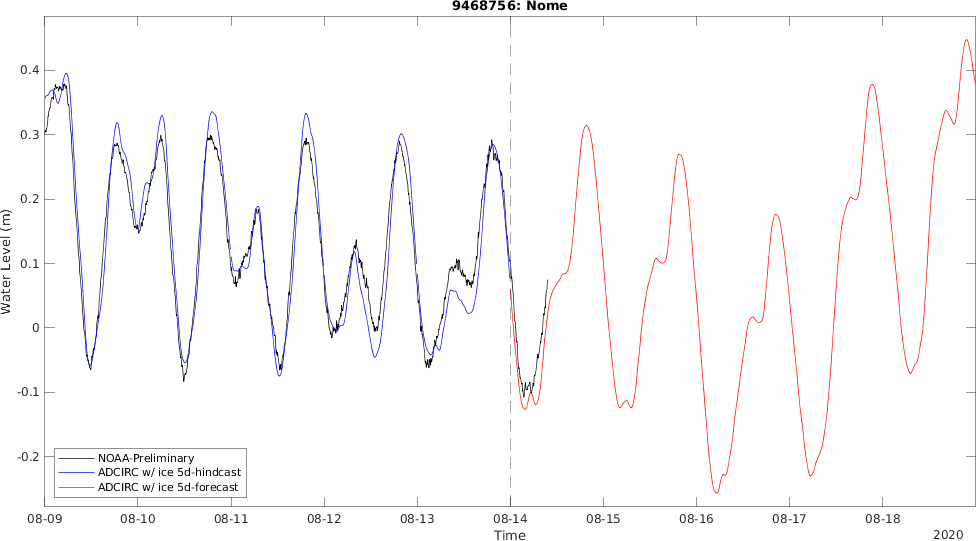 9468756: Nome
Water Level (m)
0.4
0.3
0.2
0.1
0
-0.1
-0.2
NOAA-Preliminary
ADCIRC w/ ice 5d-hindcast
ADCIRC w/ ice 5d-forecast
08-09 08-10 08-11 08-12 08-13 08-14 08-15 08-16 08-17 08-18
Time
2020